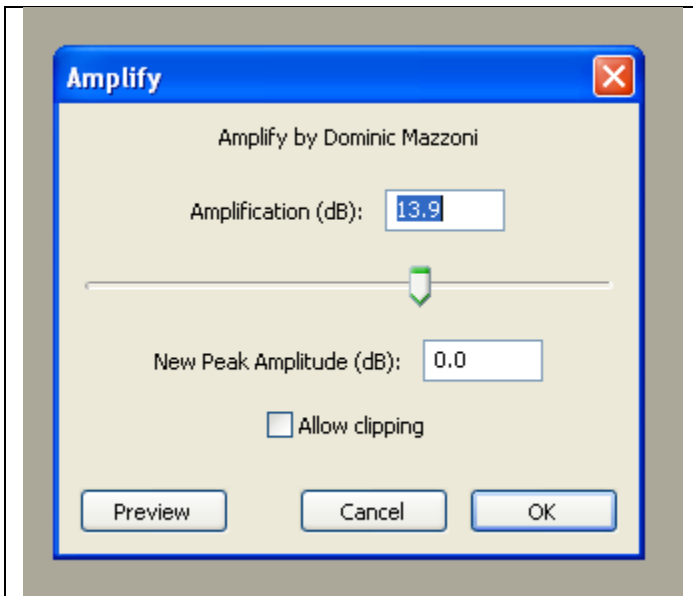 Amplify
Amplify by Dominic Mazzoni
Amplification (dB): 13.9
New Peak Amplitude (dB): 0.0
Allow clipping
Preview Cancel OK